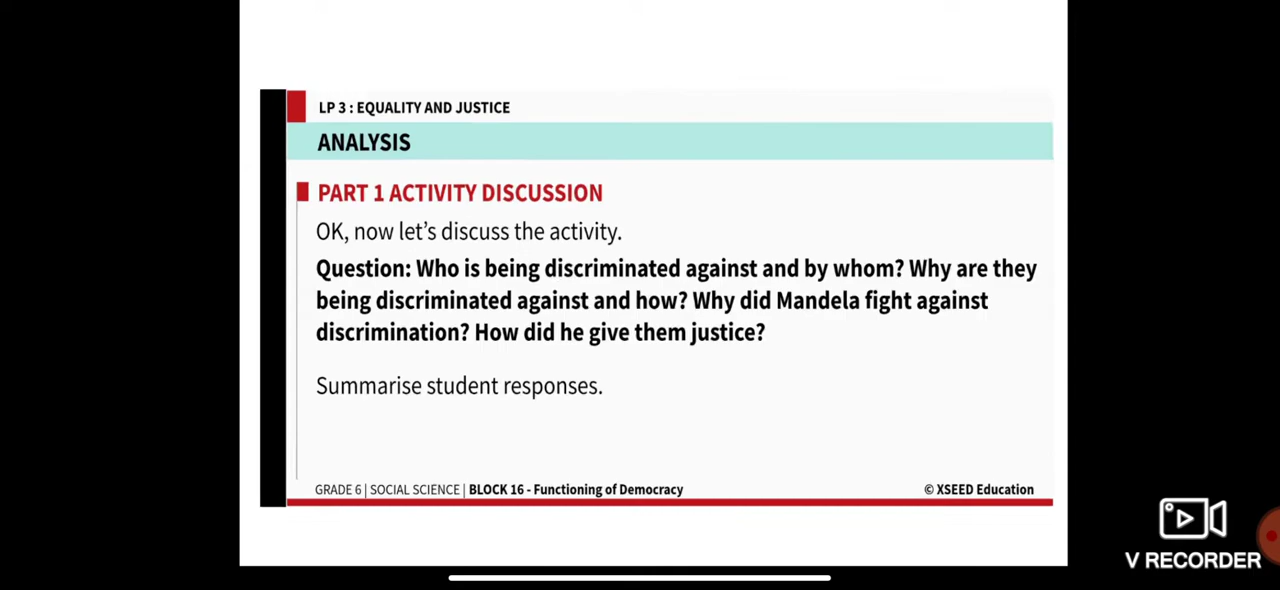 LP 3 : EQUALITY AND JUSTICE
ANALYSIS
PART 1 ACTIVITY DISCUSSION
OK, now let’s discuss the activity.
Question: Who is being discriminated against and by whom? Why are they
being discriminated against and how? Why did Mandela fight against
discrimination? How did he give them justice?
Summarise student responses.
GRADE 6 | SOCIAL SCIENCE | BLOCK 16 - Functioning of Democracy
© XSEED Education
V RECORDER